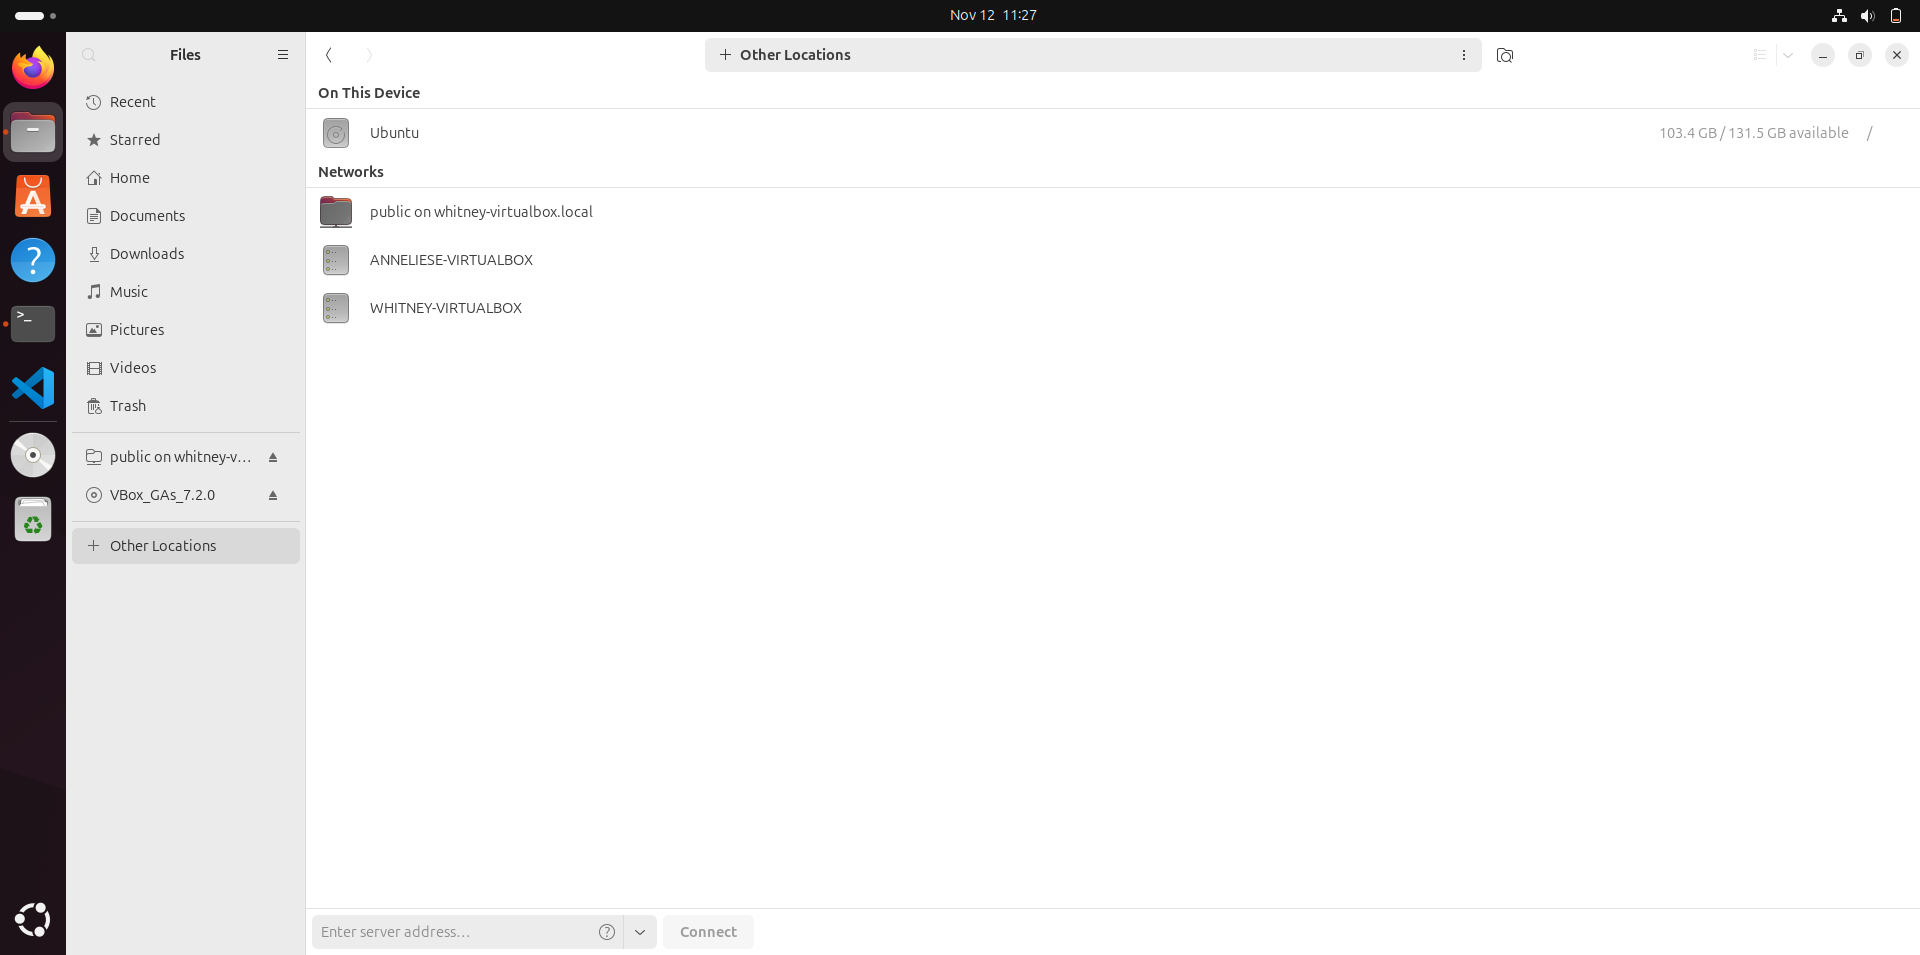 Nov 12 11:27
Files
Other Locations
Recent
Starred
Home
Documents
Downloads
Music
Pictures
Videos
Trash
public on whitney-v…
VBox_GAs_7.2.0
Other Locations
On This Device
Ubuntu 103.4 GB / 131.5 GB available /
Networks
public on whitney-virtualbox.local
ANNELIESE-VIRTUALBOX
WHITNEY-VIRTUALBOX
Enter server address… Connect